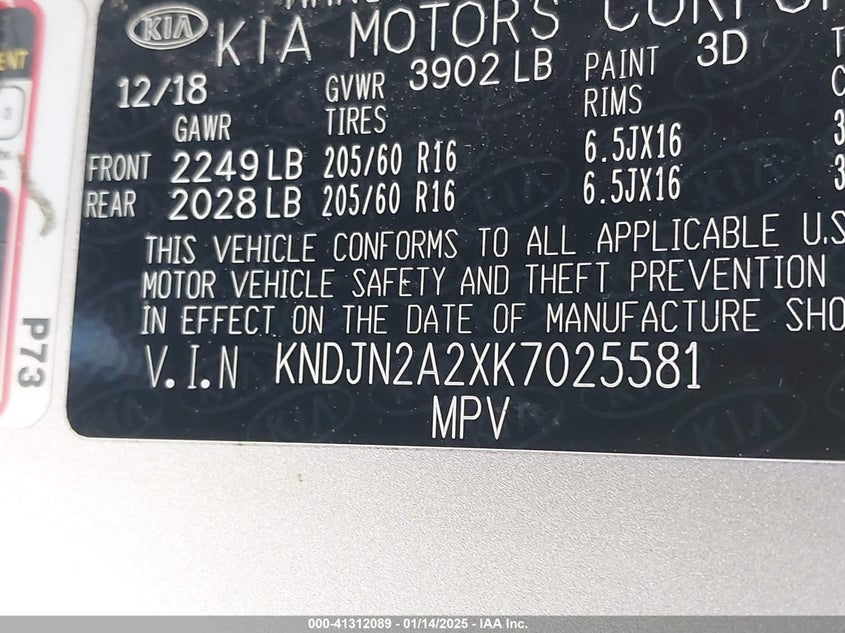 KIA
KIA MOTORS
12/18
GVWR 3902 LB
PAINT 3D
GAWR
TIRES
RIMS
FRONT 2249 LB 205/60 R16 6.5JX16
REAR 2028 LB 205/60 R16 6.5JX16
THIS VEHICLE CONFORMS TO ALL APPLICABLE U.S
MOTOR VEHICLE SAFETY AND THEFT PREVENTION
IN EFFECT ON THE DATE OF MANUFACTURE SHO
V.I.N KNDJN2A2XK7025581
MPV
P73
000-41312089 - 01/14/2025 - IAA Inc.